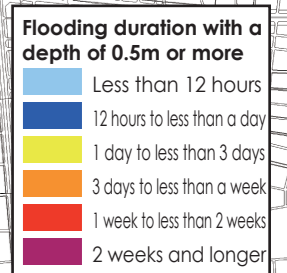 Flooding duration with a
depth of 0.5m or more
Less than 12 hours
12 hours to less than a day
1 day to less than 3 days
3 days to less than a week
1 week to less than 2 weeks
2 weeks and longer